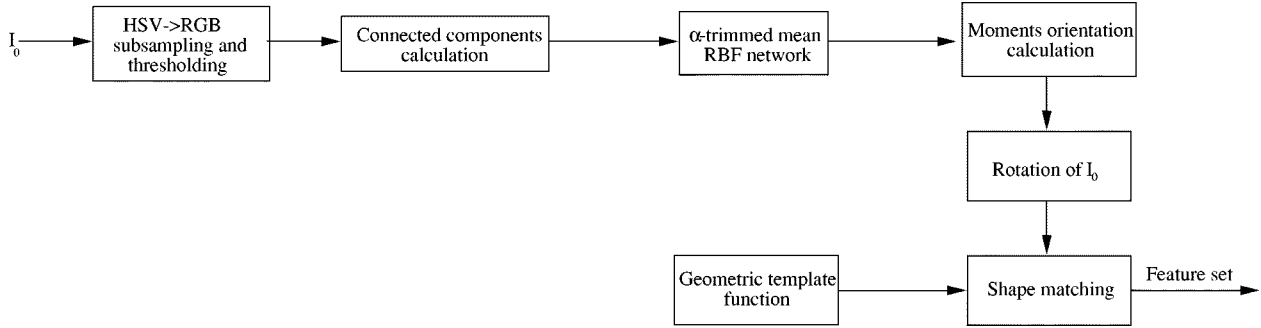 I₀
HSV->RGB
subsampling and
thresholding
Connected components
calculation
α-trimmed mean
RBF network
Moments orientation
calculation
Rotation of I₀
Geometric template
function
Shape matching
Feature set